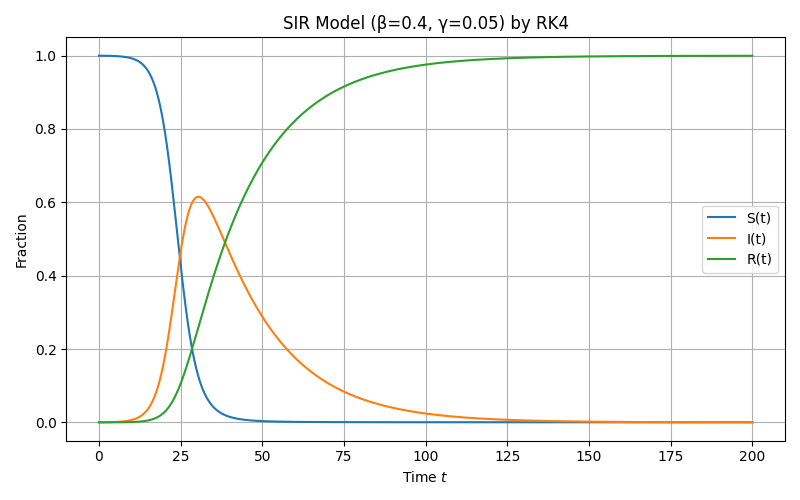 SIR Model (β=0.4, γ=0.05) by RK4
Fraction
1.0
0.8
0.6
0.4
0.2
0.0
S(t)
I(t)
R(t)
0 25 50 75 100 125 150 175 200
Time t